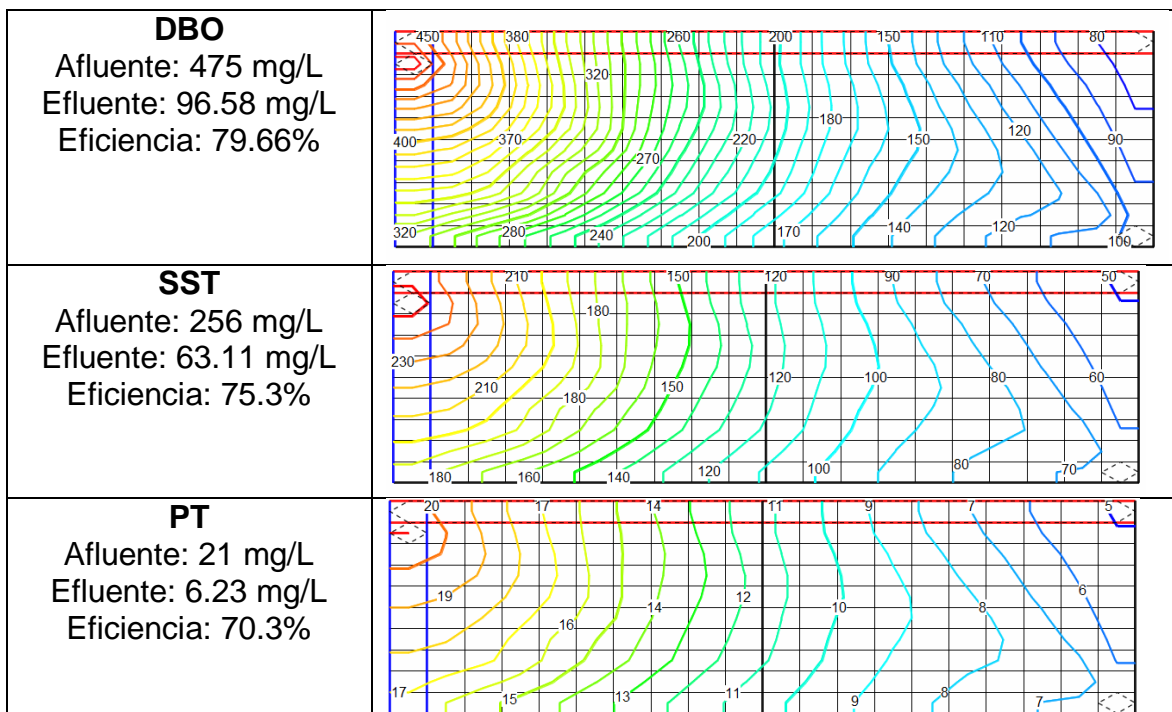 DBO
Afluente: 475 mg/L
Efluente: 96.58 mg/L
Eficiencia: 79.66%
450 380 260 200 150 110 80
320
180
120
400 370 220 150 90
270
320 280 240 200 170 140 120 100
SST
Afluente: 256 mg/L
Efluente: 63.11 mg/L
Eficiencia: 75.3%
210 150 120 90 70 50
180
230
210 180 150 120 100 80 60
180 160 140 120 100 80 70
PT
Afluente: 21 mg/L
Efluente: 6.23 mg/L
Eficiencia: 70.3%
20 17 14 11 9 7 5
19 16 14 12 10 8 6
17 15 13 11 9 8 7